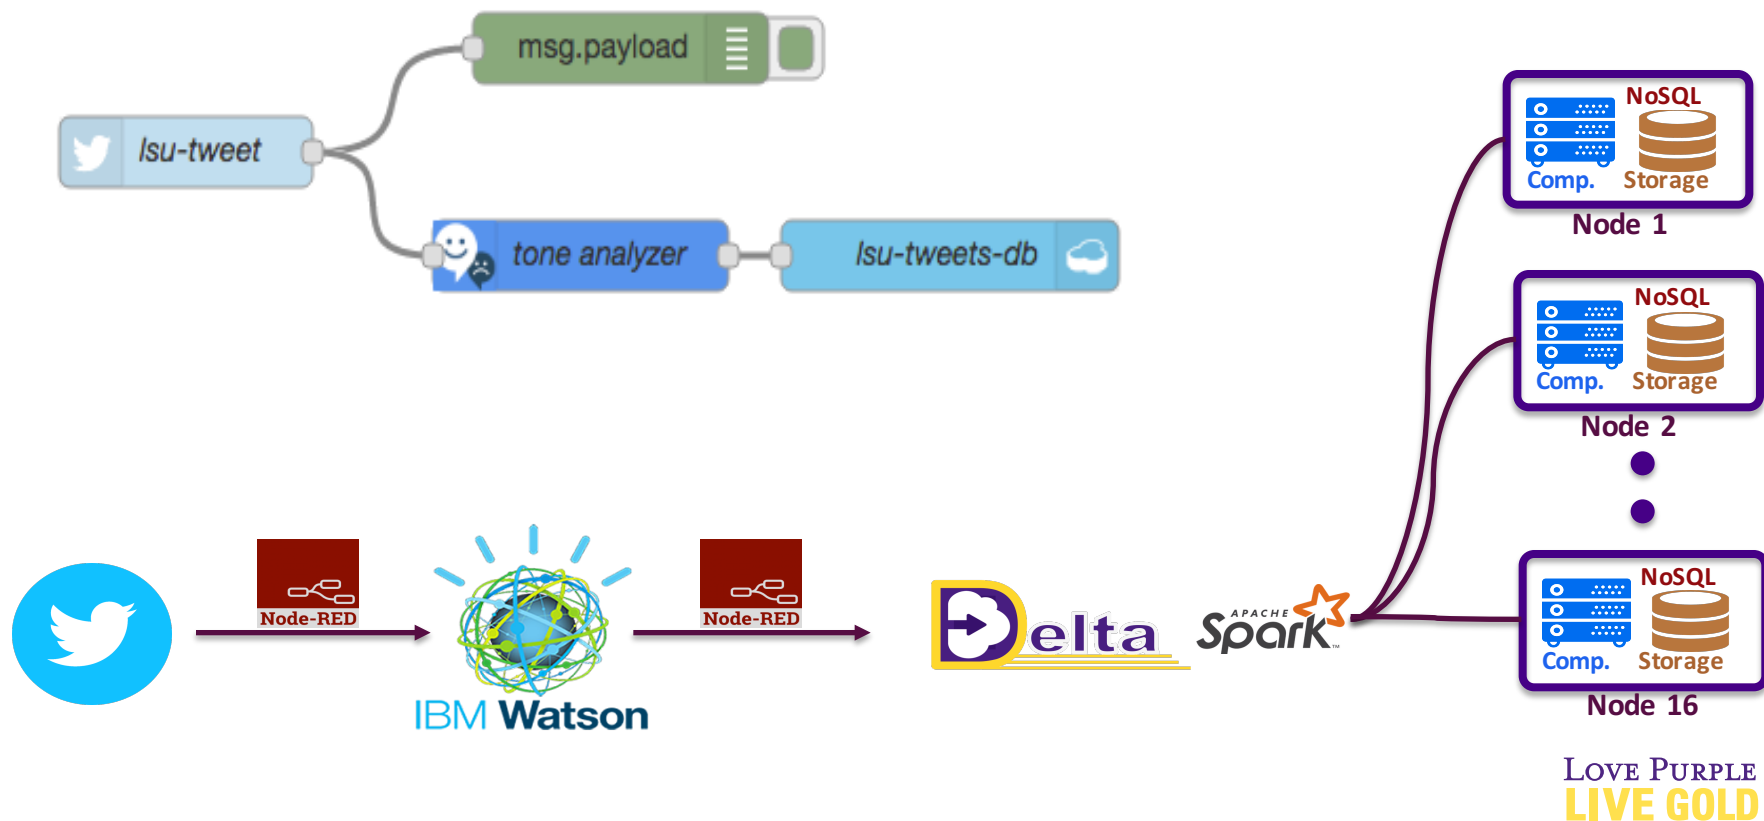 msg.payload
lsu-tweet
tone analyzer
lsu-tweets-db
NoSQL
Comp.
Storage
Node 1
NoSQL
Comp.
Storage
Node 2
Node-RED
IBM Watson
Node-RED
Delta
APACHE
Spark™
NoSQL
Comp.
Storage
Node 16
LOVE PURPLE
LIVE GOLD